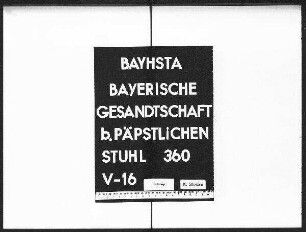 BAYHSTA
BAYERISCHE
GESANDTSCHAFT
b. PÄPSTLiCHEN
STUHL 360
V-16